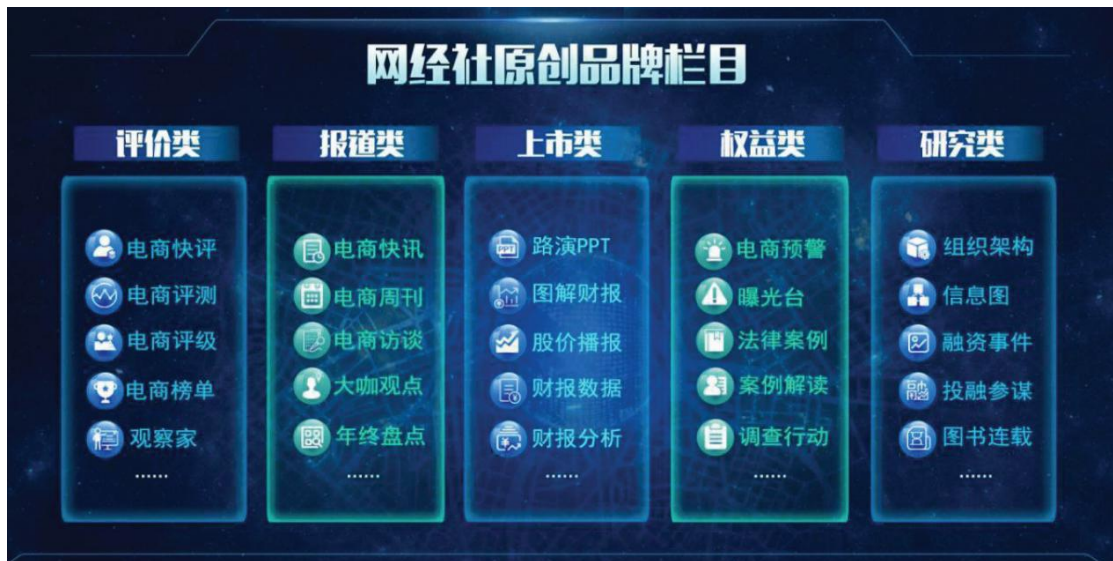 网经社原创品牌栏目
评价类
电商快评
电商评测
电商评级
电商榜单
观察家
......
报道类
电商快讯
电商周刊
电商访谈
大咖观点
年终盘点
......
上市类
路演PPT
图解财报
股价播报
财报数据
财报分析
......
权益类
电商预警
曝光台
法律案例
案例解读
调查行动
......
研究类
组织架构
信息图
融资事件
投融参谋
图书连载
......